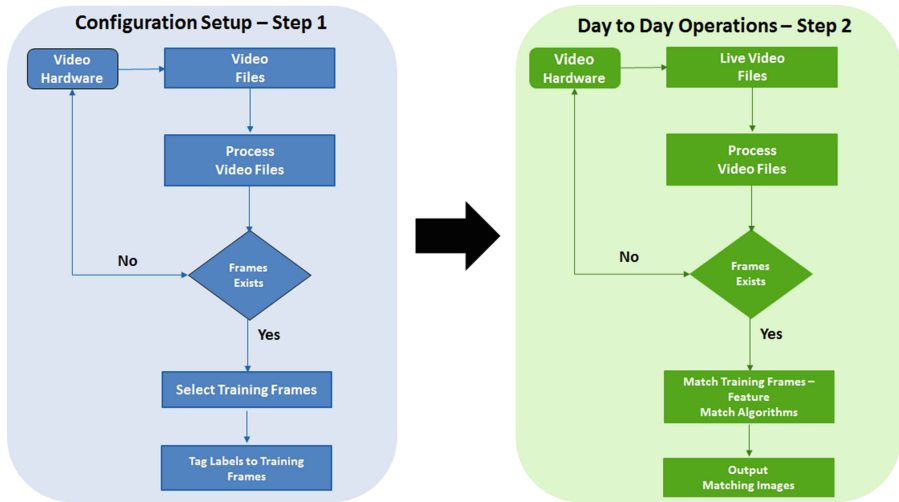 Configuration Setup – Step 1
Video
Hardware
Video
Files
Process
Video Files
No
Frames
Exists
Yes
Select Training Frames
Tag Labels to Training
Frames
Day to Day Operations – Step 2
Video
Hardware
Live Video
Files
Process
Video Files
No
Frames
Exists
Yes
Match Training Frames –
Feature
Match Algorithms
Output
Matching Images